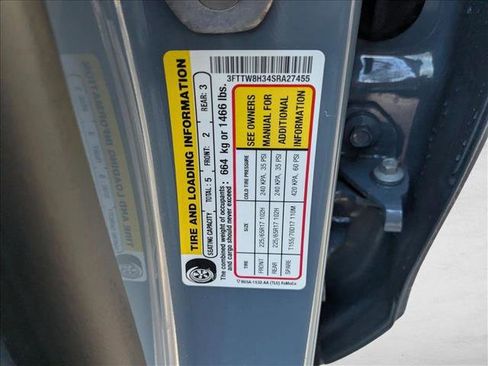 3FTTW8H34SRA27455
TIRE AND LOADING INFORMATION
SEATING CAPACITY TOTAL : 5 FRONT: 2 REAR: 3
The combined weight of occupants
and cargo should never exceed : 664 kg or 1466 lbs.
TIRE SIZE COLD TIRE PRESSURE
FRONT 225/65R17 102H 240 KPA, 35 PSI
REAR 225/65R17 102H 240 KPA, 35 PSI
SPARE T155/70D17 110M 420 KPA, 60 PSI
SEE OWNERS
MANUAL FOR
ADDITIONAL
INFORMATION